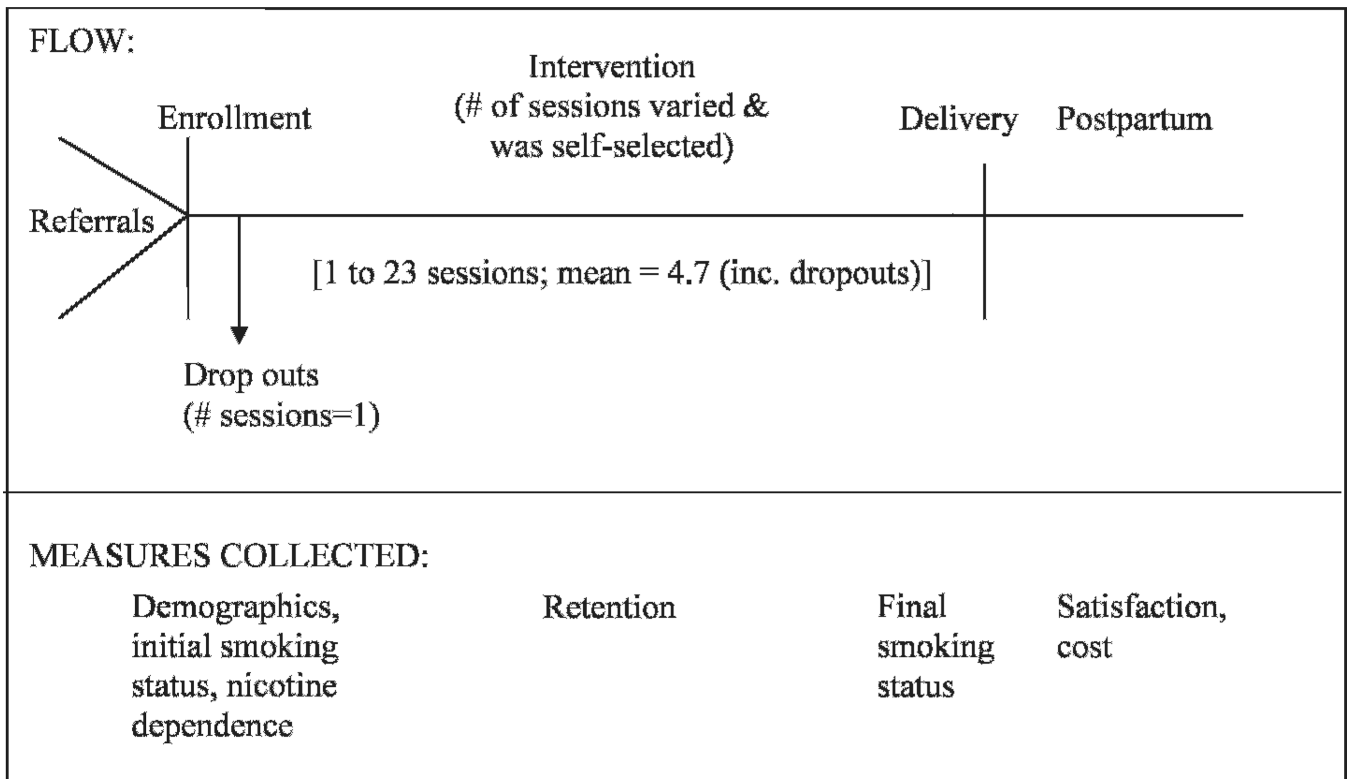 FLOW:
Intervention
(# of sessions varied &
was self-selected)
Enrollment
Delivery
Postpartum
Referrals
[1 to 23 sessions; mean = 4.7 (inc. dropouts)]
Drop outs
(# sessions=1)
MEASURES COLLECTED:
Demographics,
initial smoking
status, nicotine
dependence
Retention
Final
smoking
status
Satisfaction,
cost